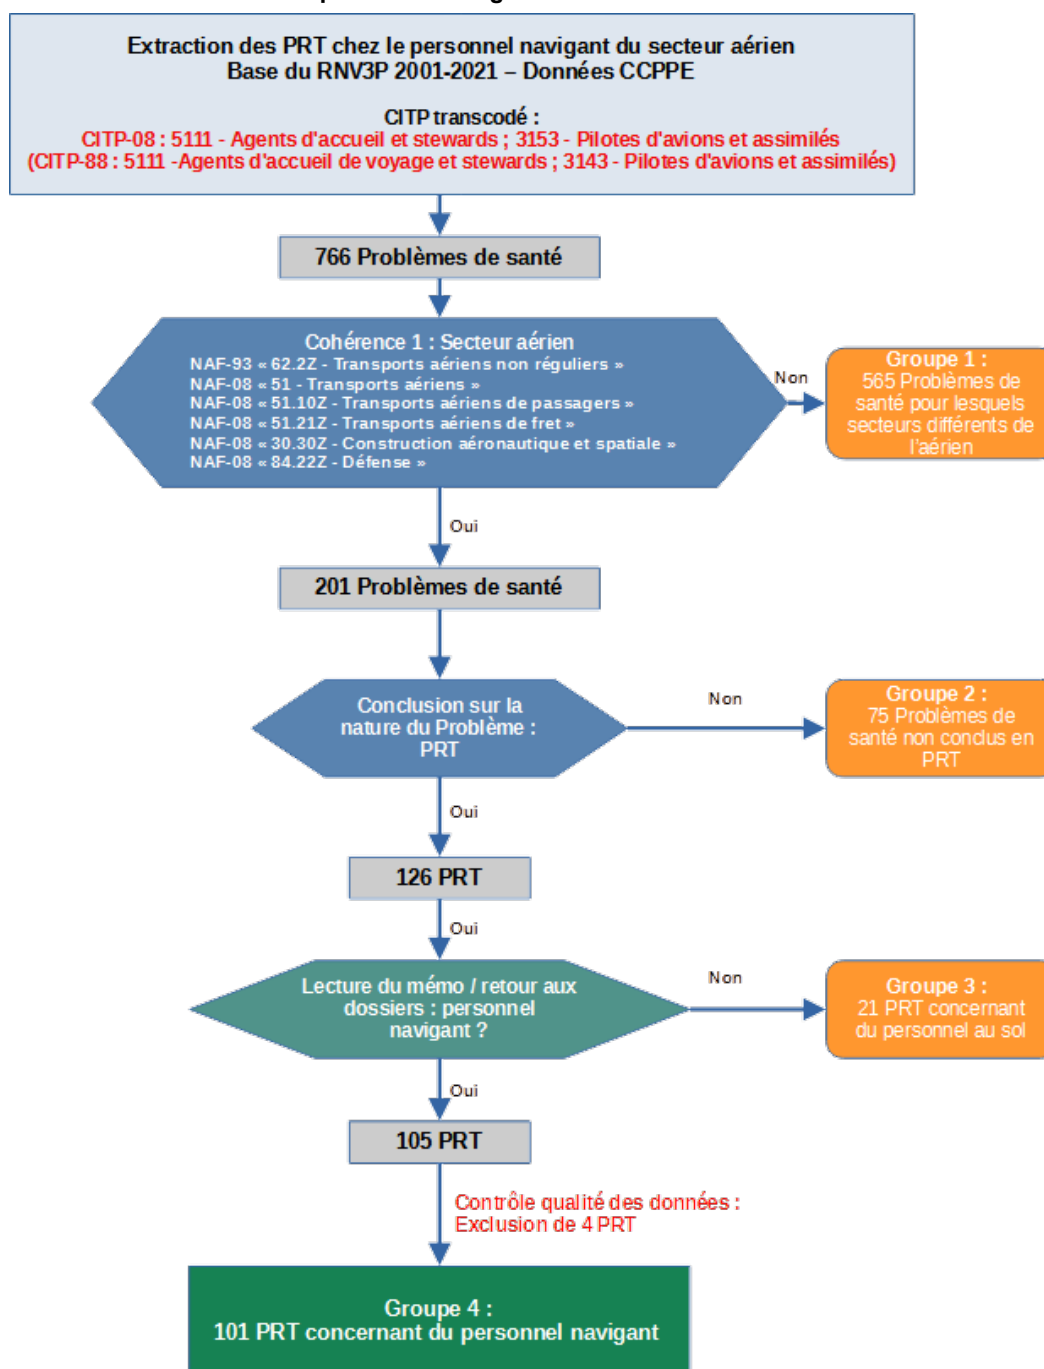 Extraction des PRT chez le personnel navigant du secteur aérien
Base du RNV3P 2001-2021 – Données CCPPE
CITP transcodé :
CITP-08 : 5111 - Agents d'accueil et stewards ; 3153 - Pilotes d'avions et assimilés
(CITP-88 : 5111 -Agents d'accueil de voyage et stewards ; 3143 - Pilotes d'avions et assimilés)
766 Problèmes de santé
Cohérence 1 : Secteur aérien
NAF-93 « 62.2Z - Transports aériens non réguliers »
NAF-08 « 51 - Transports aériens »
NAF-08 « 51.10Z - Transports aériens de passagers »
NAF-08 « 51.21Z - Transports aériens de fret »
NAF-08 « 30.30Z - Construction aéronautique et spatiale »
NAF-08 « 84.22Z - Défense »
Non
Groupe 1 :
565 Problèmes de
santé pour lesquels
secteurs différents de
l'aérien
Oui
201 Problèmes de santé
Conclusion sur la
nature du Problème :
PRT
Non
Groupe 2 :
75 Problèmes de
santé non conclus en
PRT
Oui
126 PRT
Oui
Lecture du mémo / retour aux
dossiers : personnel
navigant ?
Non
Groupe 3 :
21 PRT concernant
du personnel au sol
Oui
105 PRT
Contrôle qualité des données :
Exclusion de 4 PRT
Groupe 4 :
101 PRT concernant du personnel navigant